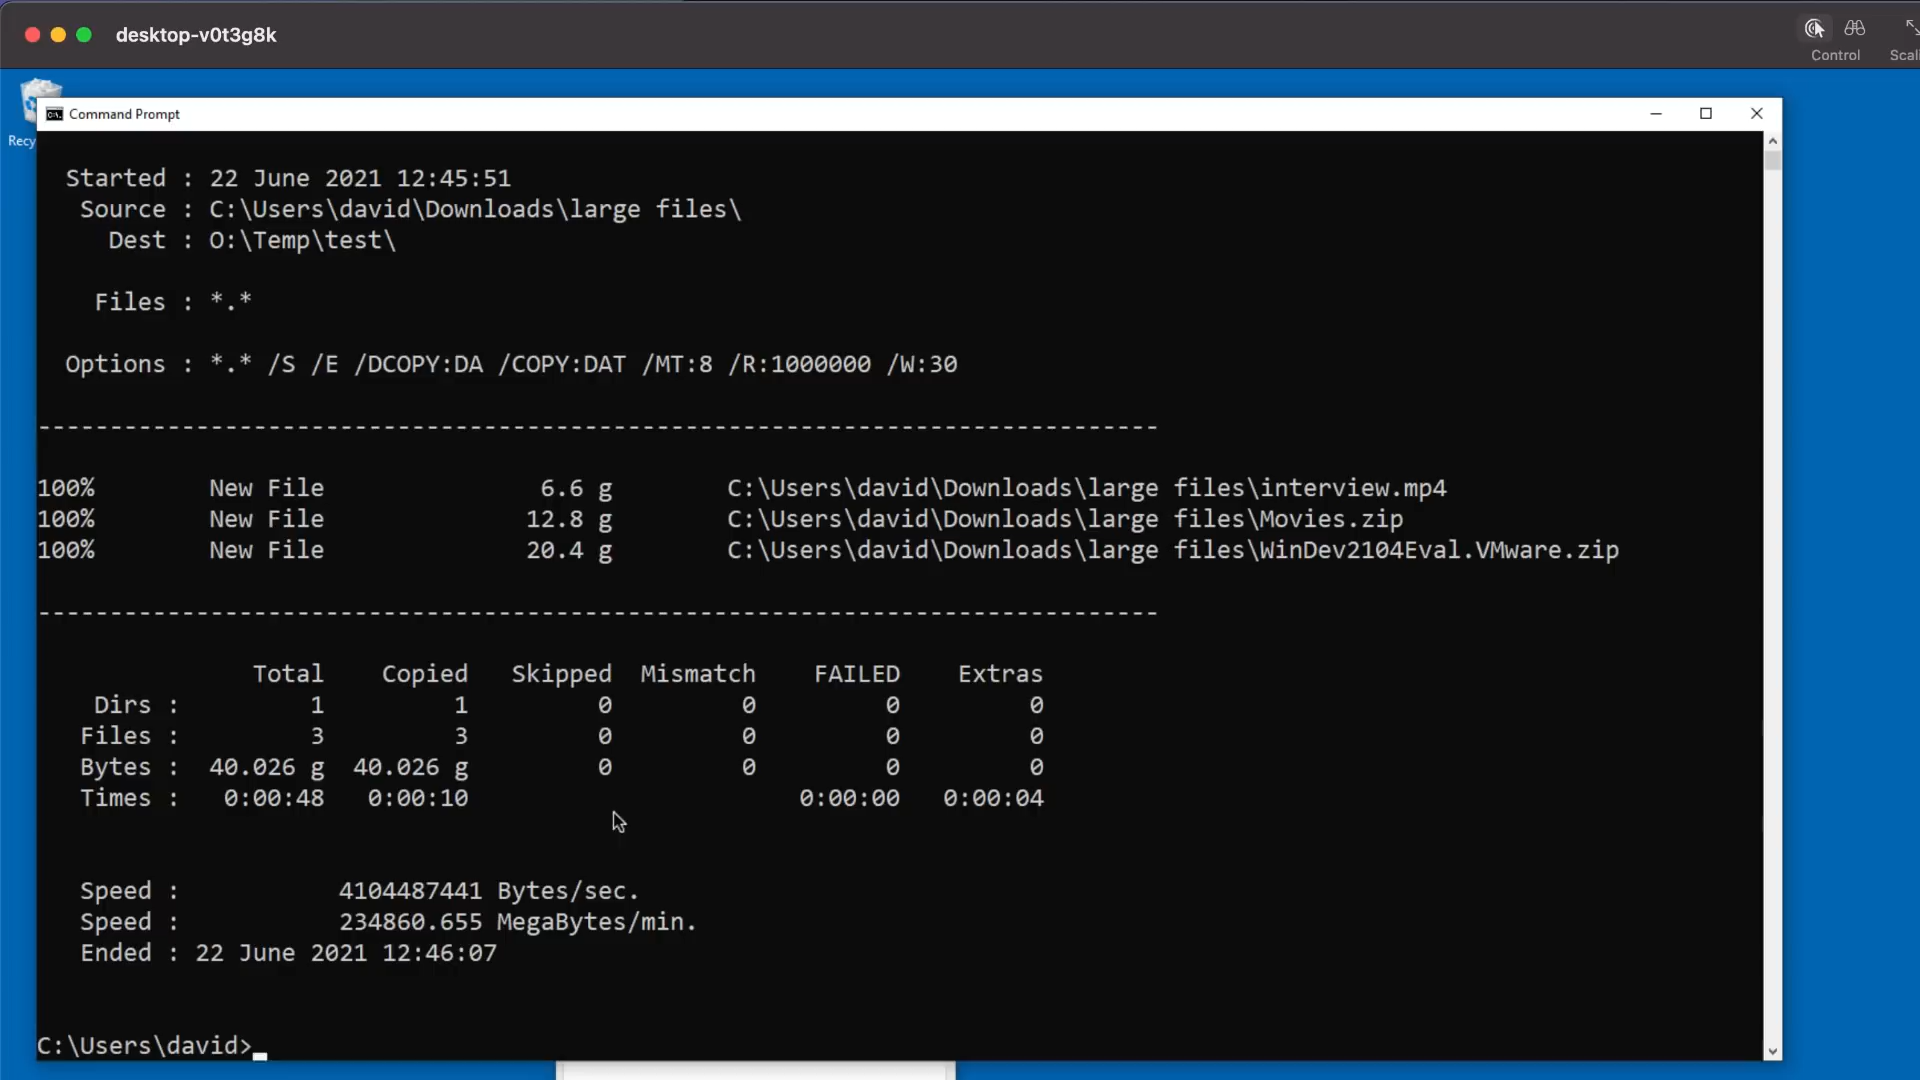 desktop-v0t3g8k
Control
Scali
Recy
Command Prompt
Started : 22 June 2021 12:45:51
Source : C:\Users\david\Downloads\large files\
Dest : O:\Temp\test\
Files : *.*
Options : *.* /S /E /DCOPY:DA /COPY:DAT /MT:8 /R:1000000 /W:30
------------------------------------------------------------------------------
100% New File 6.6 g C:\Users\david\Downloads\large files\interview.mp4
100% New File 12.8 g C:\Users\david\Downloads\large files\Movies.zip
100% New File 20.4 g C:\Users\david\Downloads\large files\WinDev2104Eval.VMware.zip
------------------------------------------------------------------------------
Total Copied Skipped Mismatch FAILED Extras
Dirs : 1 1 0 0 0 0
Files : 3 3 0 0 0 0
Bytes : 40.026 g 40.026 g 0 0 0 0
Times : 0:00:48 0:00:10 0:00:00 0:00:04
Speed : 4104487441 Bytes/sec.
Speed : 234860.655 MegaBytes/min.
Ended : 22 June 2021 12:46:07
C:\Users\david>